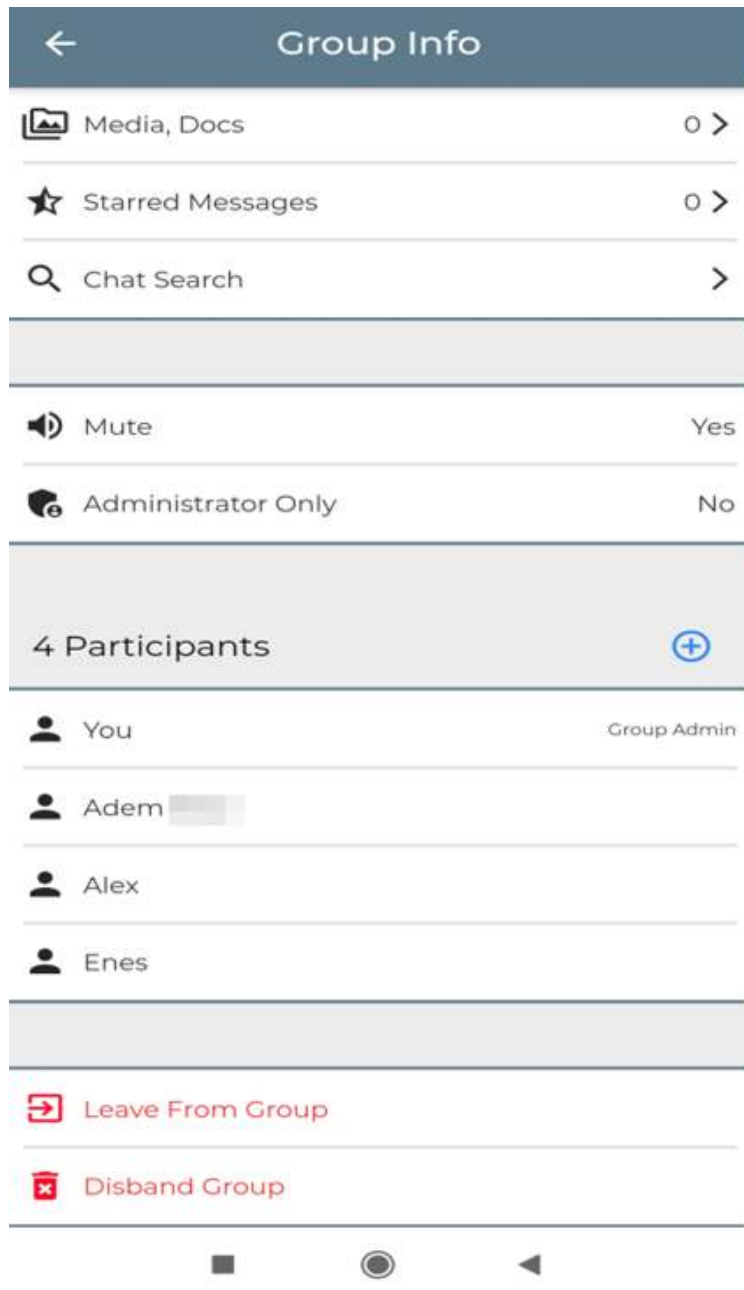 Group Info
Media, Docs 0
Starred Messages 0
Chat Search
Mute Yes
Administrator Only No
4 Participants
You Group Admin
Adem
Alex
Enes
Leave From Group
Disband Group